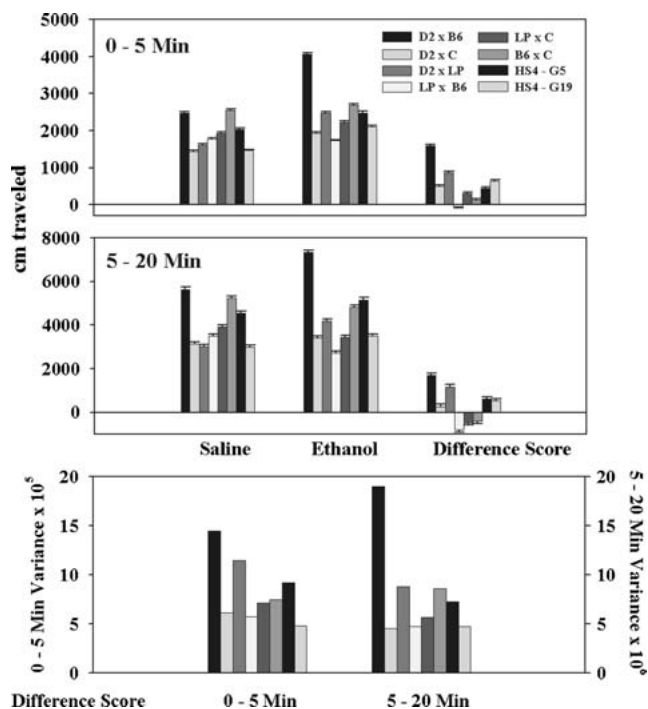 0 - 5 Min
D2 x B6
D2 x C
D2 x LP
LP x B6
LP x C
B6 x C
HS4 - G5
HS4 - G19
5000
4000
3000
2000
1000
0
cm traveled
5 - 20 Min
8000
6000
4000
2000
0
Saline Ethanol Difference Score
0 - 5 Min Variance x 10⁵
20
15
10
5
0
20
15
10
5
0
5 - 20 Min Variance x 10⁶
Difference Score 0 - 5 Min 5 - 20 Min